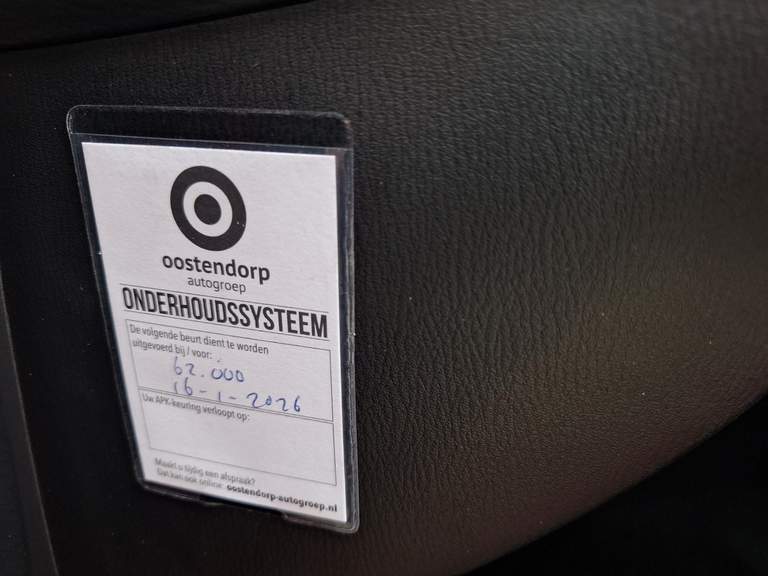 oostendorp
autogroep
ONDERHOUDSSYSTEEM
De volgende beurt dient te worden
uitgevoerd bij / voor:
62.000
16-1-2026
Uw APK-keuring verloopt op:
Maakt u tijdig een afspraak?
Dat kan ook online: oostendorp-autogroep.nl